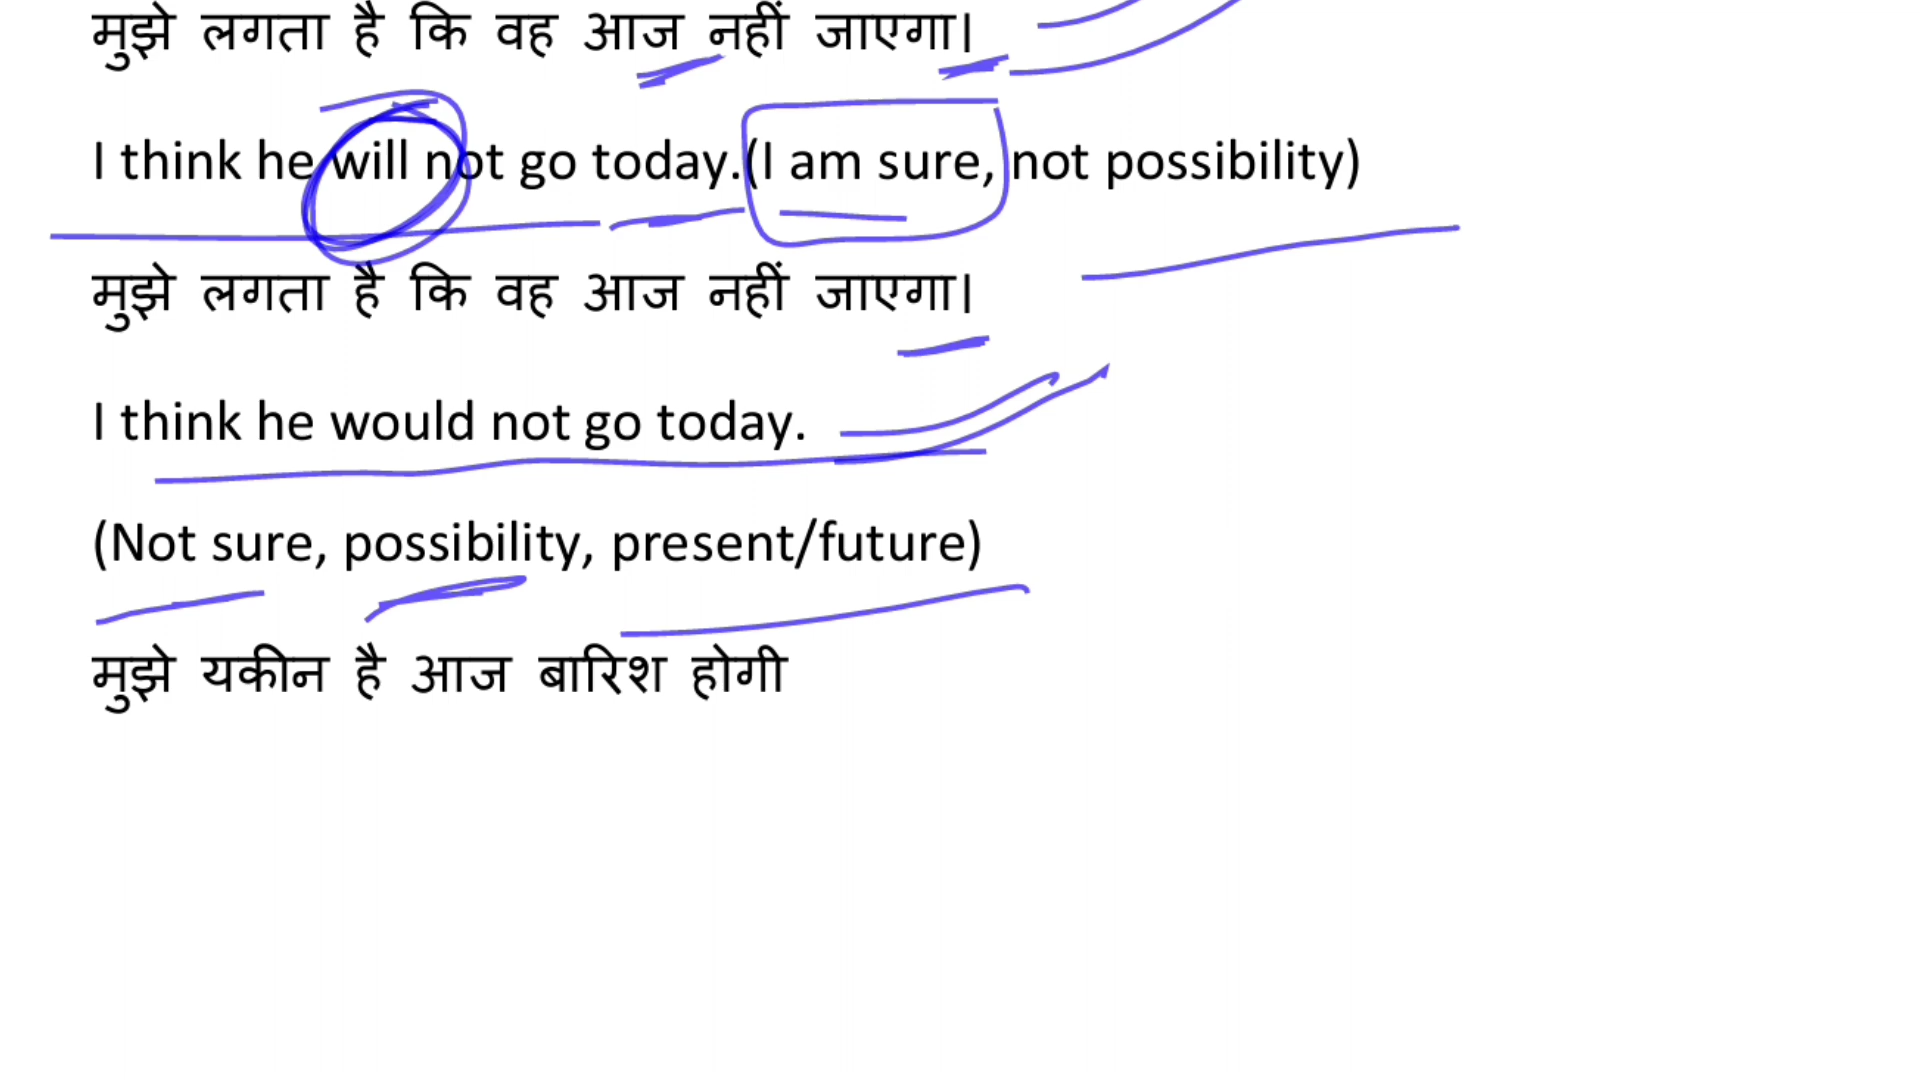 मुझे लगता है कि वह आज नहीं जाएगा।
I think he will not go today.(I am sure, not possibility)
मुझे लगता है कि वह आज नहीं जाएगा।
I think he would not go today.
(Not sure, possibility, present/future)
मुझे यकीन है आज बारिश होगी